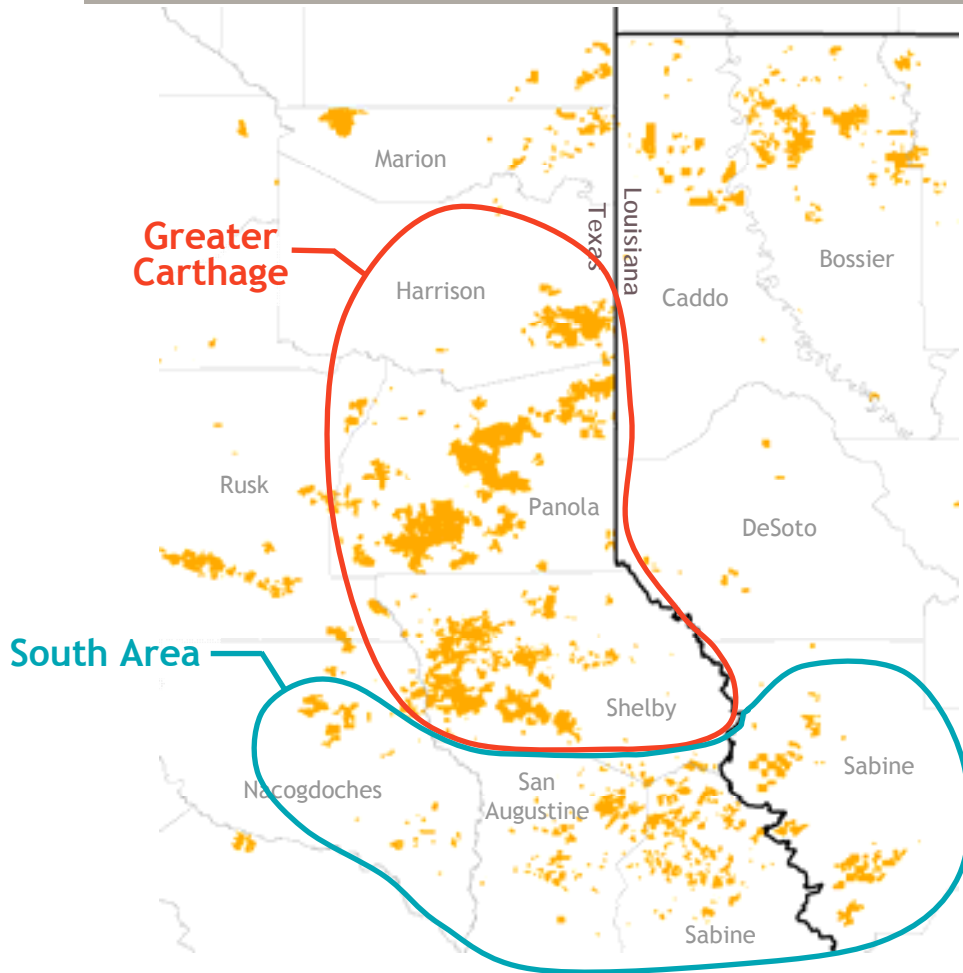 Marion
Louisiana
Texas
Greater
Carthage
Bossier
Harrison
Caddo
Rusk
Panola
DeSoto
South Area
Shelby
Sabine
Nacogdoches
San
Augustine
Sabine